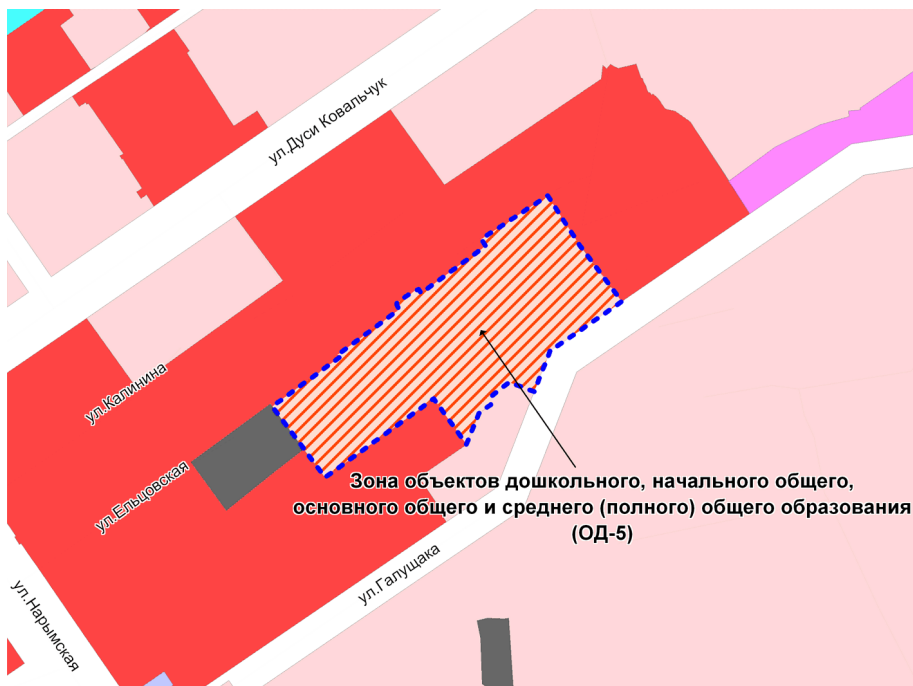 ул.Дуси Ковальчук
ул.Калинина
ул.Ельцовская
Зона объектов дошкольного, начального общего,
основного общего и среднего (полного) общего образования
(ОД-5)
ул.Галущака
ул.Нарымская